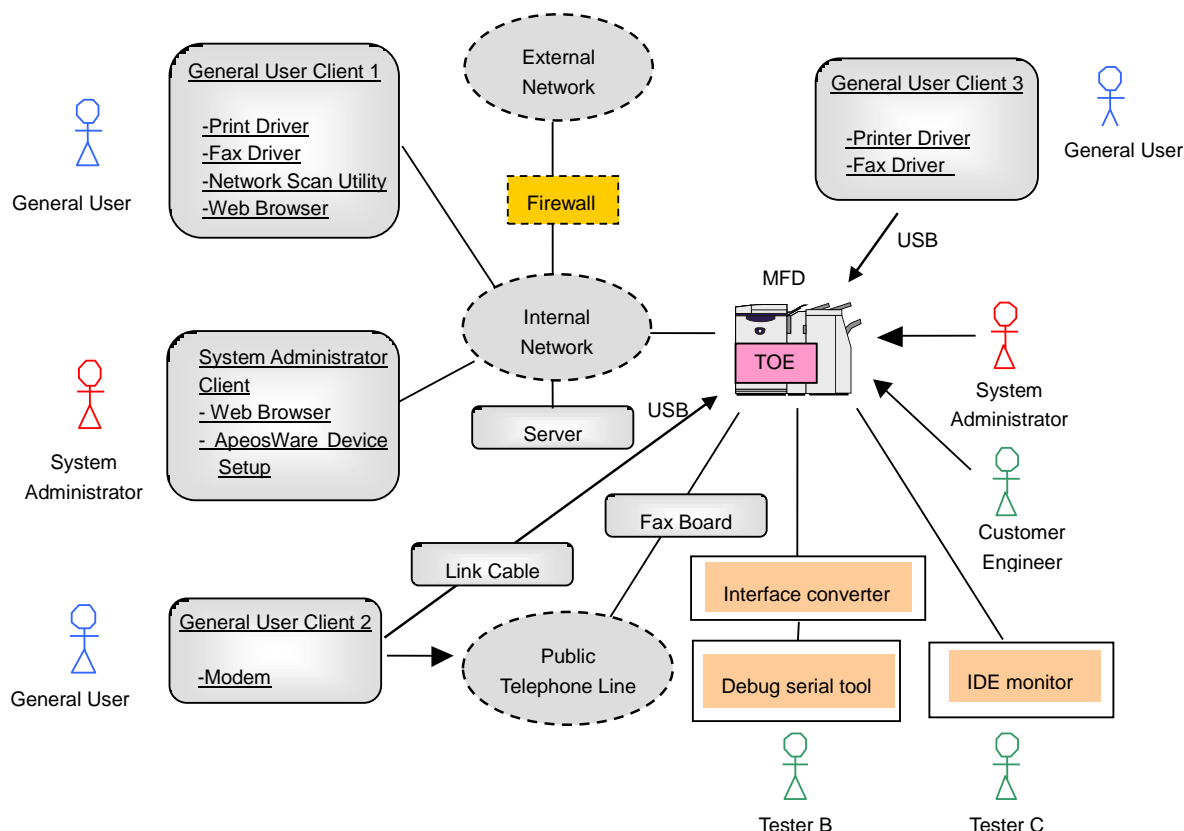 General User Client 1
-Print Driver
-Fax Driver
-Network Scan Utility
-Web Browser
General User
External
Network
Firewall
General User Client 3
-Printer Driver
-Fax Driver
General User
USB
MFD
TOE
Internal
Network
Server
System Administrator
Client
- Web Browser
- ApeosWare Device
Setup
System
Administrator
System
Administrator
Customer
Engineer
USB
Fax Board
Link Cable
General User Client 2
-Modem
General User
Public
Telephone Line
Interface converter
Debug serial tool
IDE monitor
Tester B
Tester C